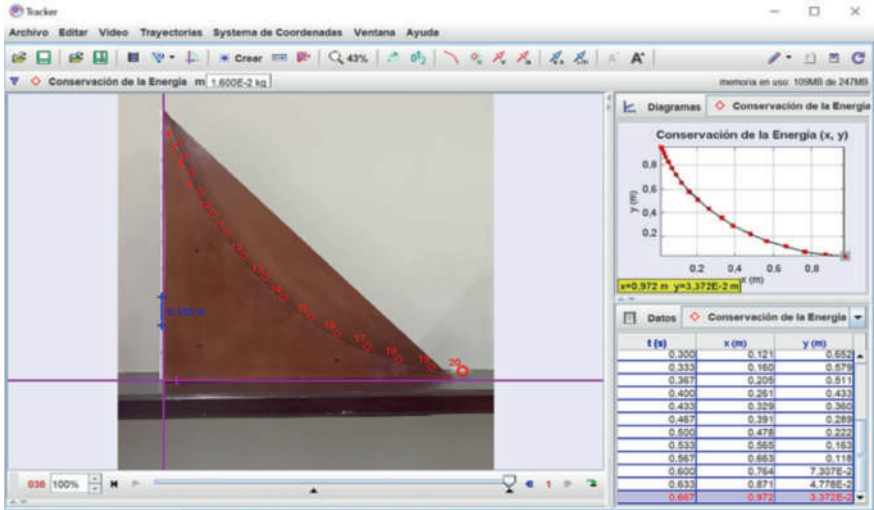 Tracker
Archivo Editar Video Trayectorias Systema de Coordenadas Ventana Ayuda
Crear 43%
Conservación de la Energía m 1,600E-2 kg memoria en uso: 109MB de 247MB
Diagramas Conservación de la Energía
Conservación de la Energía (x, y)
y (m)
0,8
0,6
0,4
0,2
0,2 0,4 0,6 0,8
x (m)
x=0,972 m y=3,372E-2 m
17
18
19
20
Datos Conservación de la Energía
t (s) x (m) y (m)
0,300 0,121 0,652
0,333 0,160 0,579
0,367 0,205 0,511
0,400 0,261 0,433
0,433 0,329 0,360
0,467 0,391 0,289
0,500 0,478 0,222
0,533 0,565 0,163
0,567 0,663 0,118
0,600 0,764 7,307E-2
0,633 0,871 4,778E-2
0,667 0,972 3,372E-2
036 100% 1